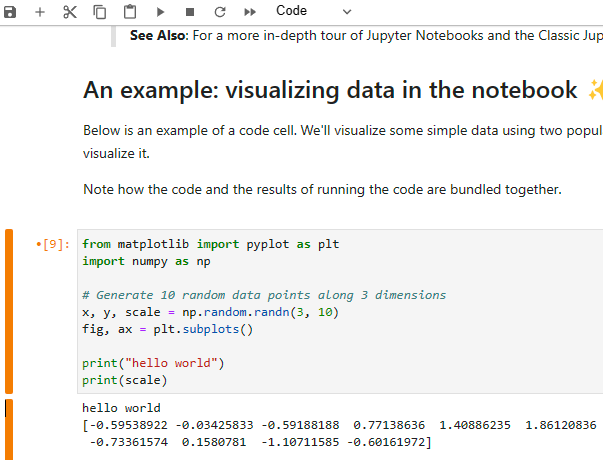 Code
See Also: For a more in-depth tour of Jupyter Notebooks and the Classic Jup
An example: visualizing data in the notebook ✨
Below is an example of a code cell. We'll visualize some simple data using two popul
visualize it.
Note how the code and the results of running the code are bundled together.
•[9]: from matplotlib import pyplot as plt
import numpy as np
# Generate 10 random data points along 3 dimensions
x, y, scale = np.random.randn(3, 10)
fig, ax = plt.subplots()
print("hello world")
print(scale)
hello world
[-0.59538922 -0.03425833 -0.59188188  0.77138636  1.40886235  1.86120836
 -0.73361574  0.1580781  -1.10711585 -0.60161972]